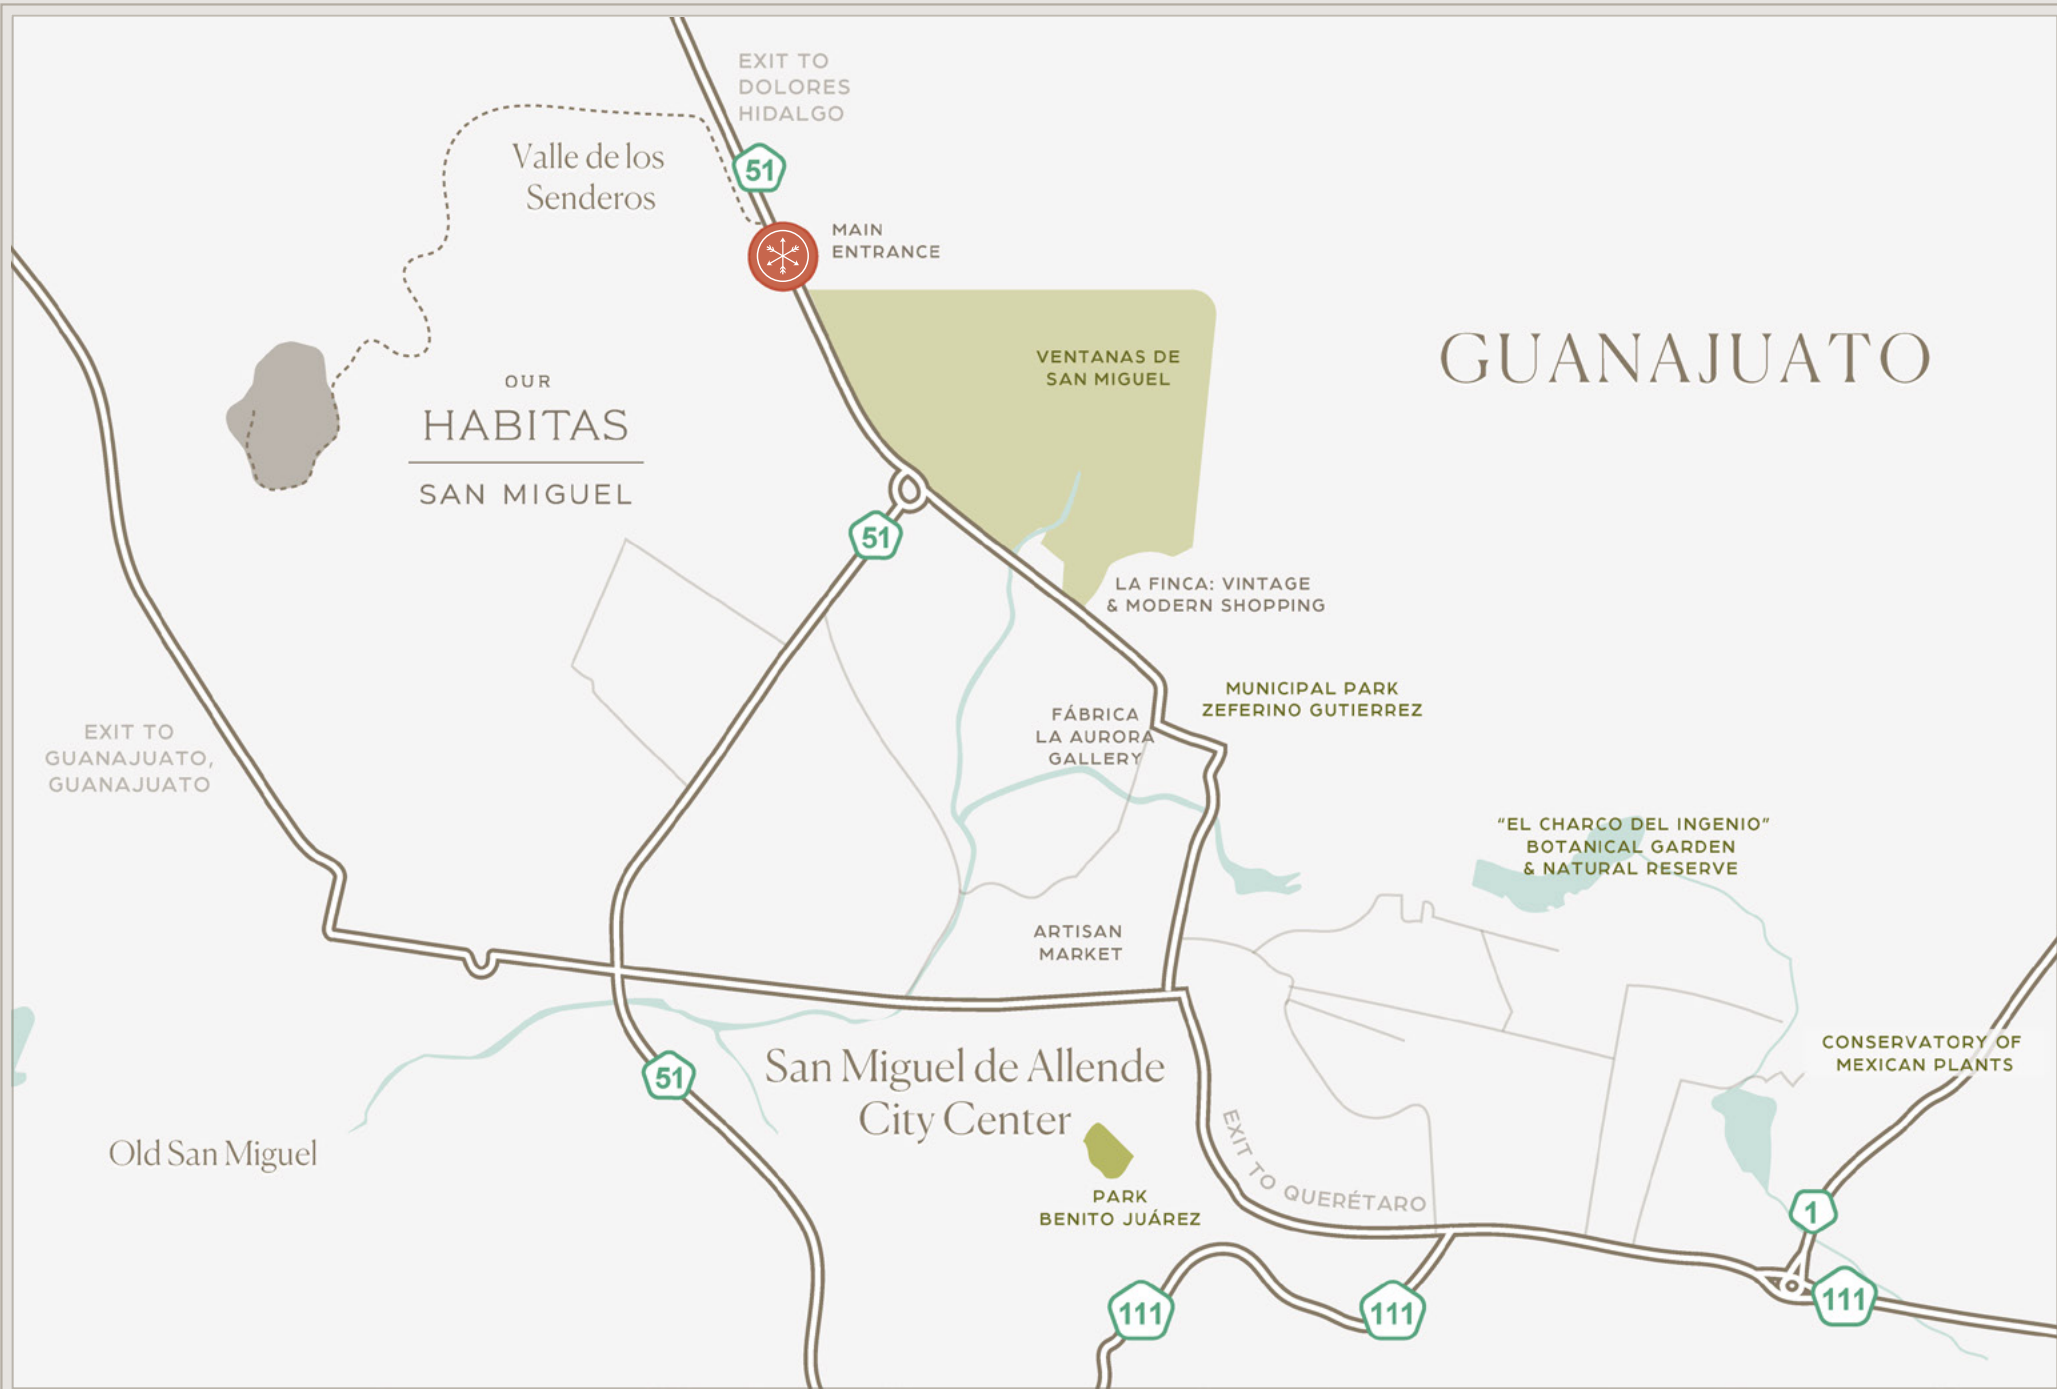 EXIT TO
DOLORES
HIDALGO
Valle de los
Senderos
51
MAIN
ENTRANCE
VENTANAS DE
SAN MIGUEL
GUANAJUATO
OUR
HABITAS
SAN MIGUEL
51
LA FINCA: VINTAGE
& MODERN SHOPPING
MUNICIPAL PARK
ZEFERINO GUTIERREZ
FÁBRICA
LA AURORA
GALLERY
EXIT TO
GUANAJUATO,
GUANAJUATO
“EL CHARCO DEL INGENIO”
BOTANICAL GARDEN
& NATURAL RESERVE
ARTISAN
MARKET
CONSERVATORY OF
MEXICAN PLANTS
51
San Miguel de Allende
City Center
Old San Miguel
EXIT TO QUERÉTARO
PARK
BENITO JUÁREZ
1
111
111
111